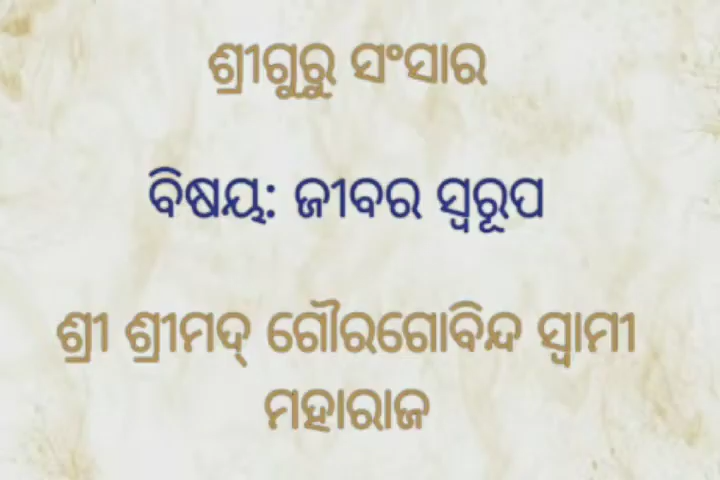 ଶ୍ରୀଗୁରୁ ସଂସାର
ବିଷୟ: ଜୀବର ସ୍ୱରୂପ
ଶ୍ରୀ ଶ୍ରୀମଦ୍ ଗୌରଗୋବିନ୍ଦ ସ୍ୱାମୀ
ମହାରାଜ